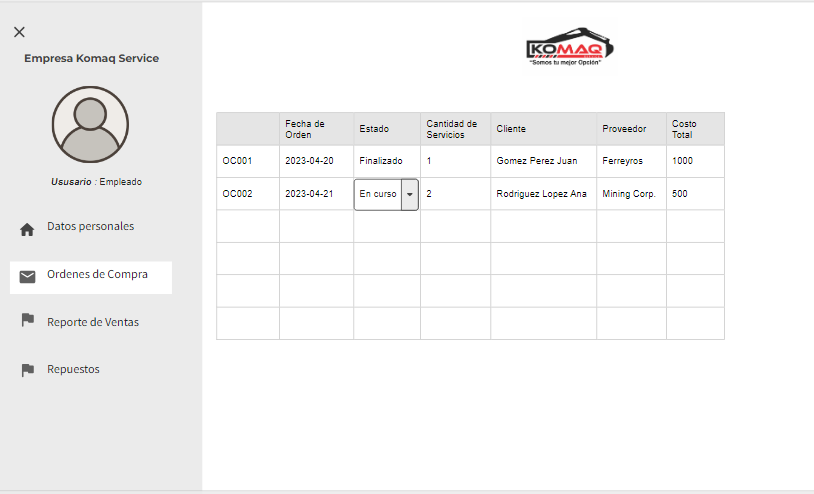 Empresa Komaq Service
Ususario : Empleado
Datos personales
Ordenes de Compra
Reporte de Ventas
Repuestos
KOMAQ
"Somos tu mejor Opción"
Fecha de Orden Estado Cantidad de Servicios Cliente Proveedor Costo Total
OC001 2023-04-20 Finalizado 1 Gomez Perez Juan Ferreyros 1000
OC002 2023-04-21 En curso 2 Rodriguez Lopez Ana Mining Corp. 500